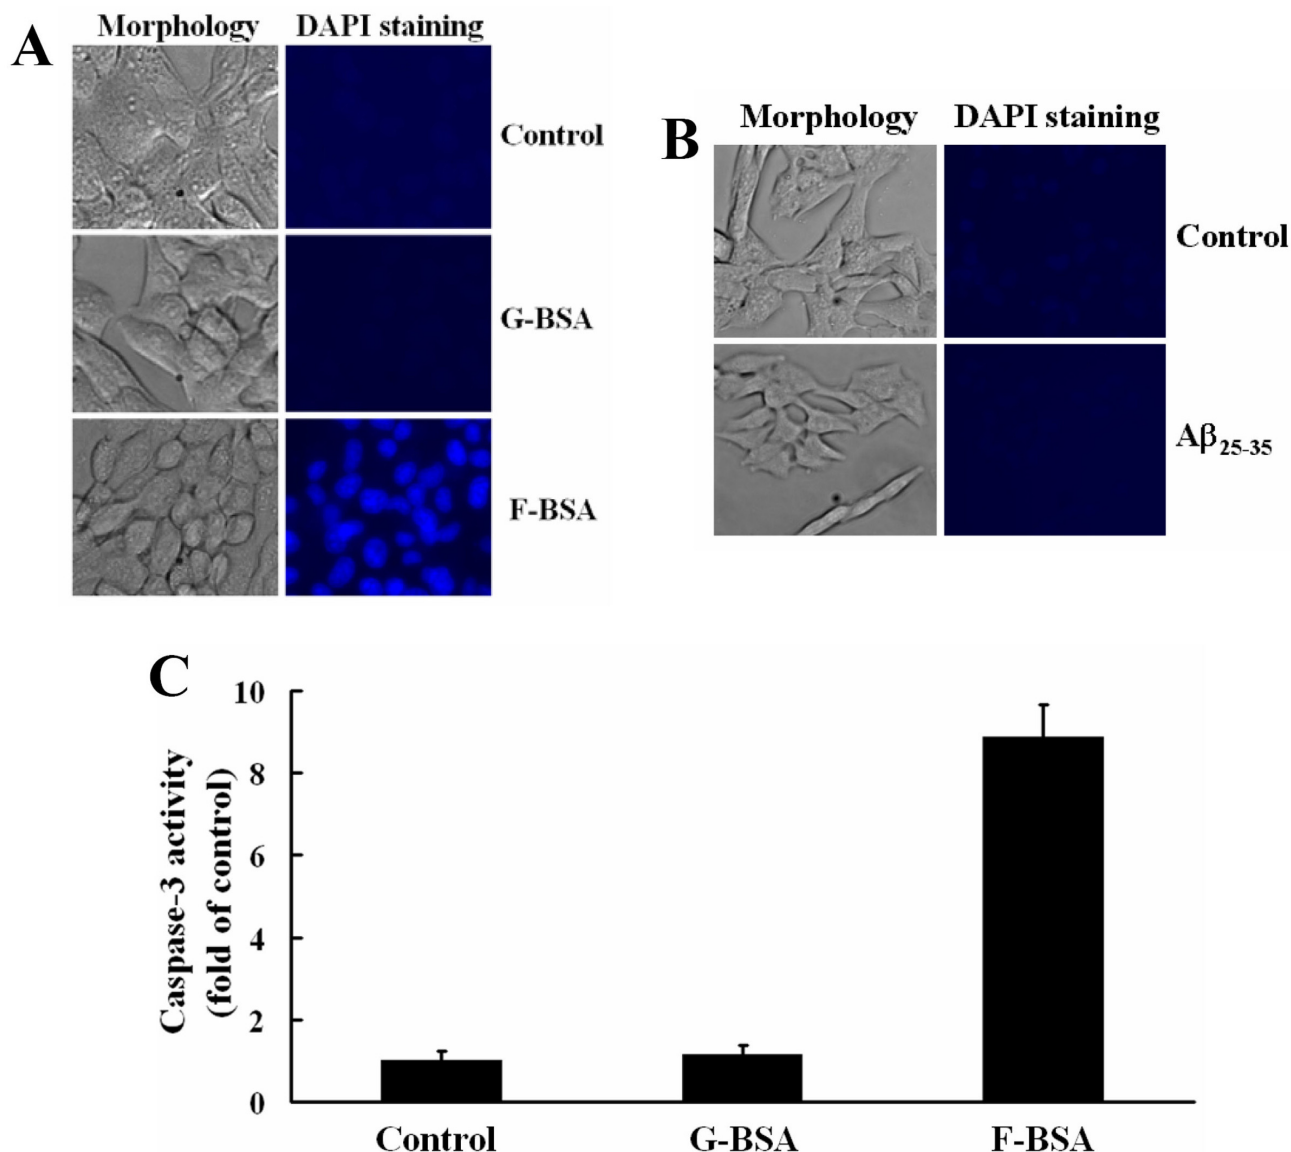 A
Morphology DAPI staining
Control
G-BSA
F-BSA
B
Morphology DAPI staining
Control
Aβ25-35
C
Caspase-3 activity
(fold of control)
10
8
6
4
2
0
Control G-BSA F-BSA